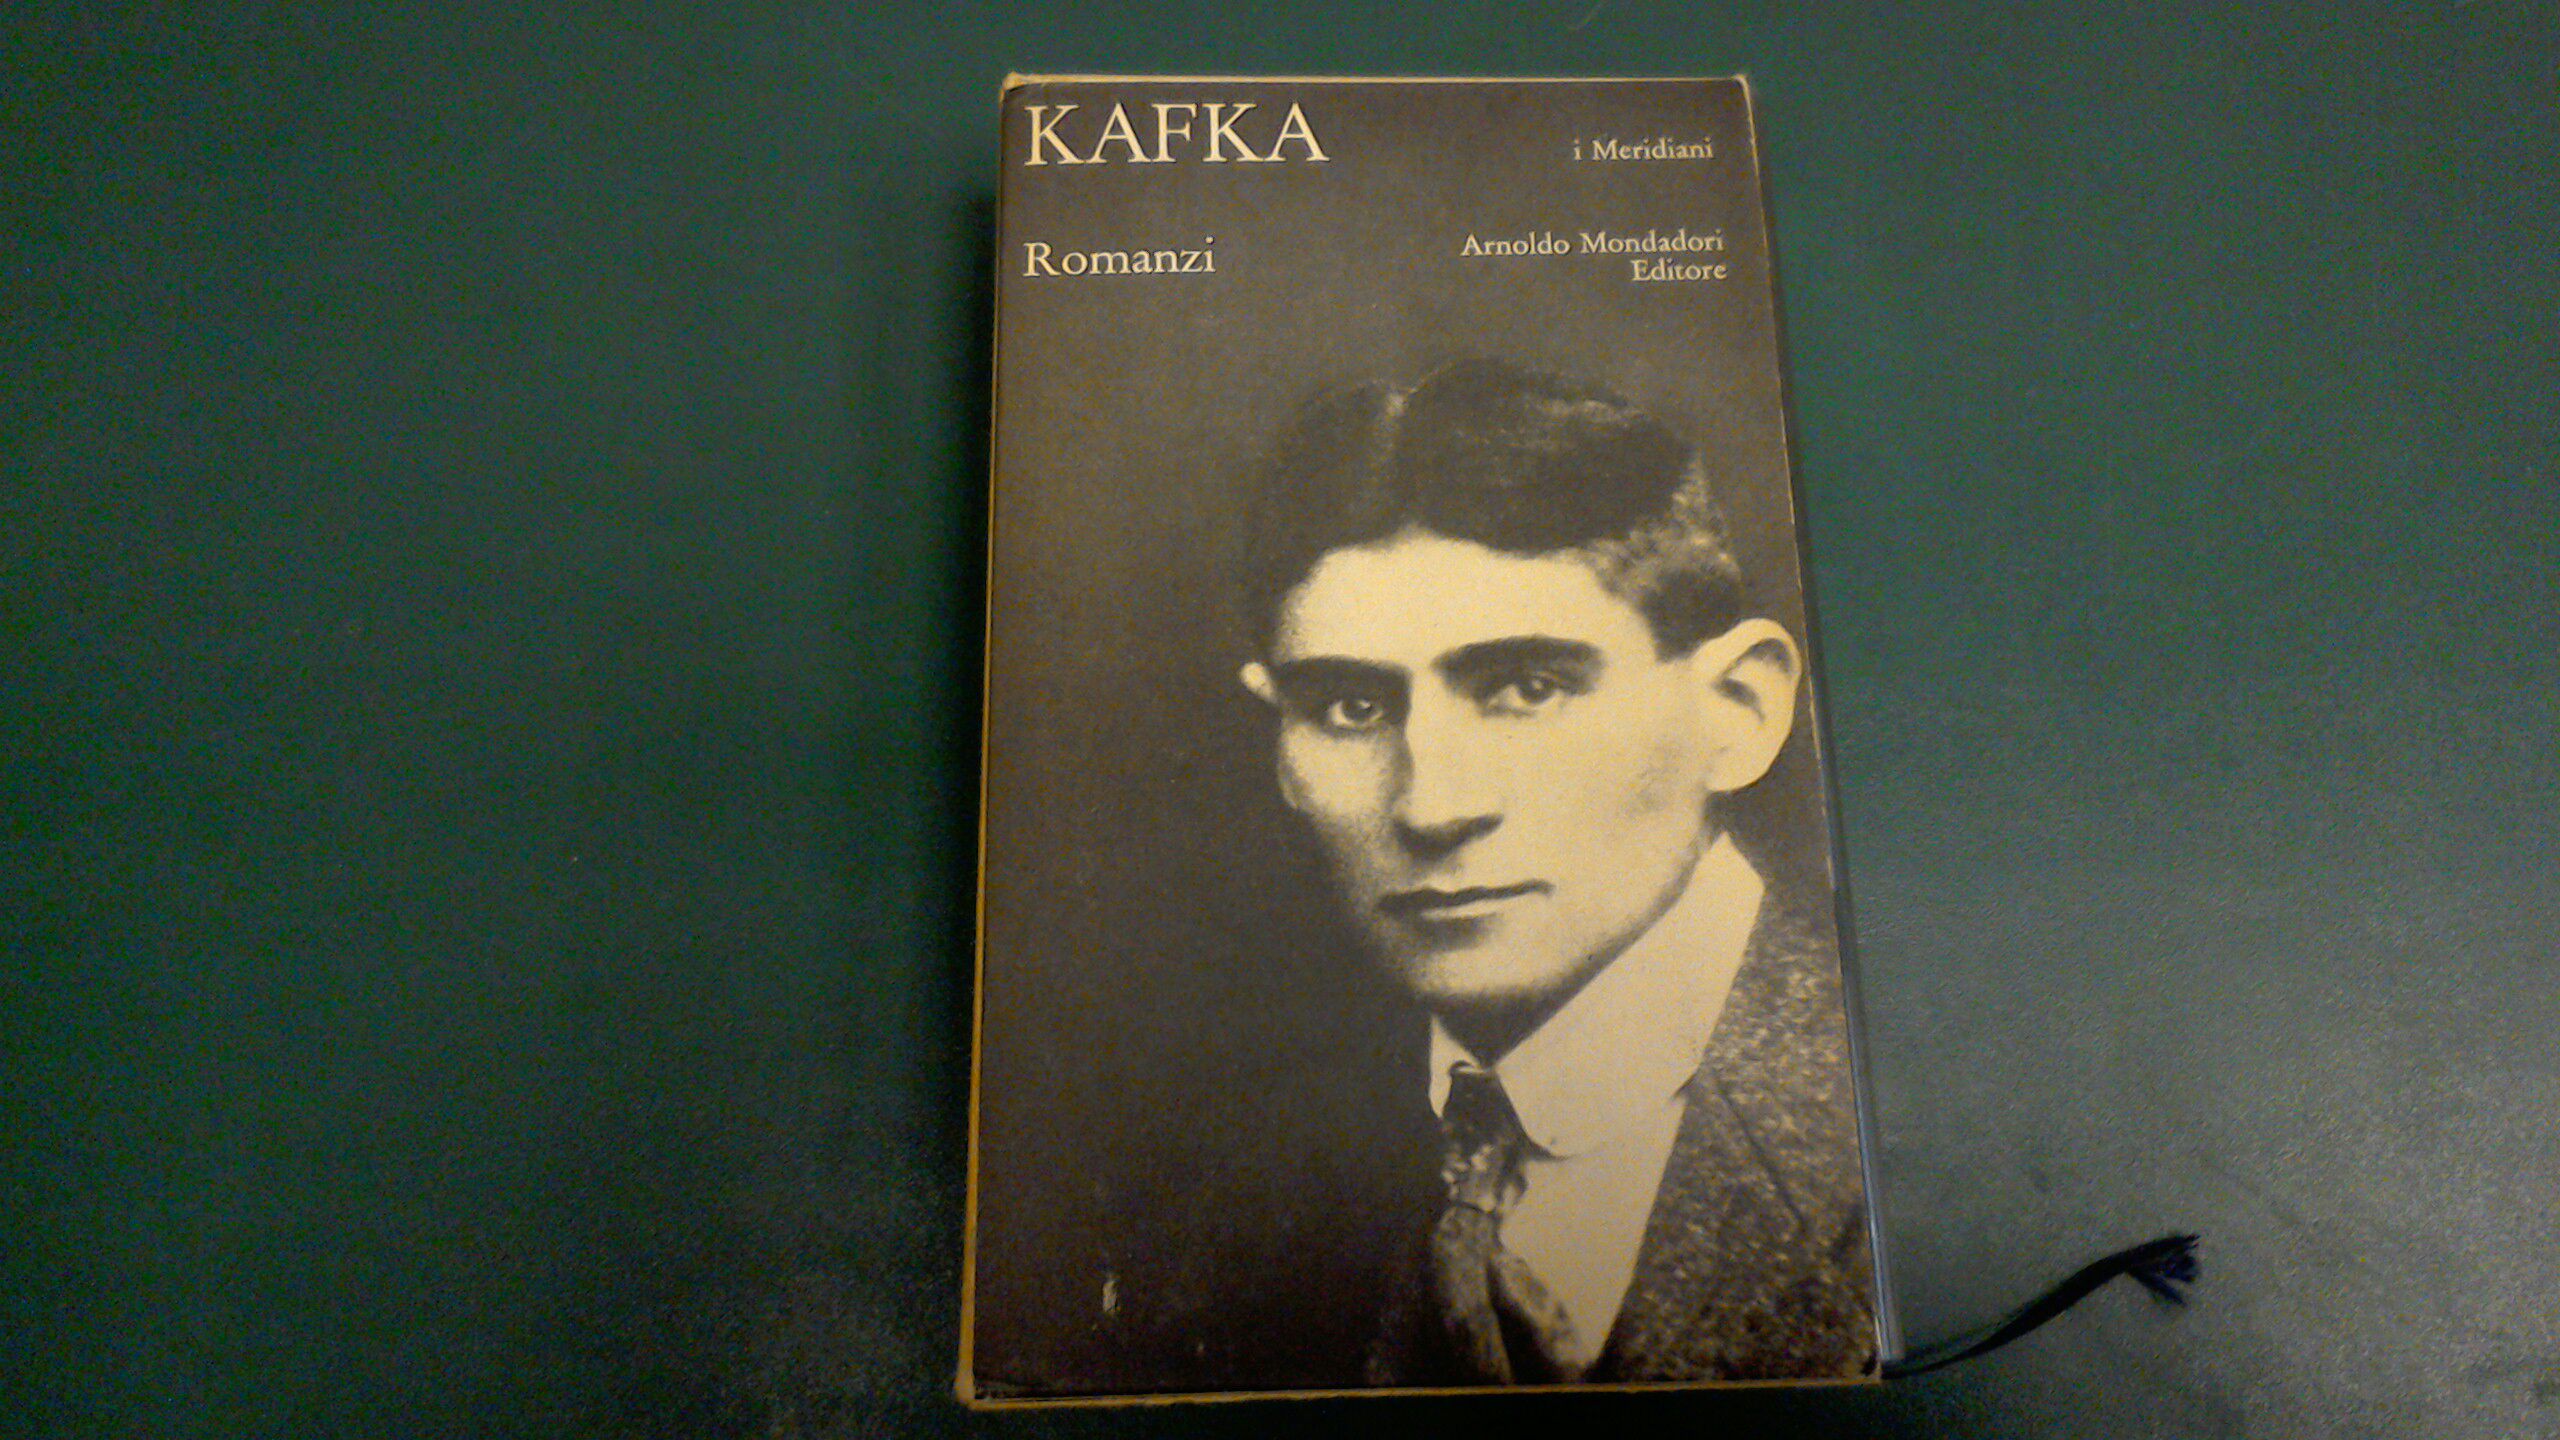 KAFKA
i Meridiani
Romanzi
Arnoldo Mondadori
Editore